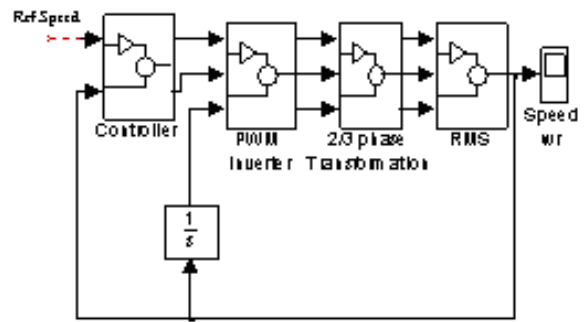 Ref.Speed
Controller
PWM
Inverter
2/3 phase
Transformation
RMS
Speed
wr
1
s